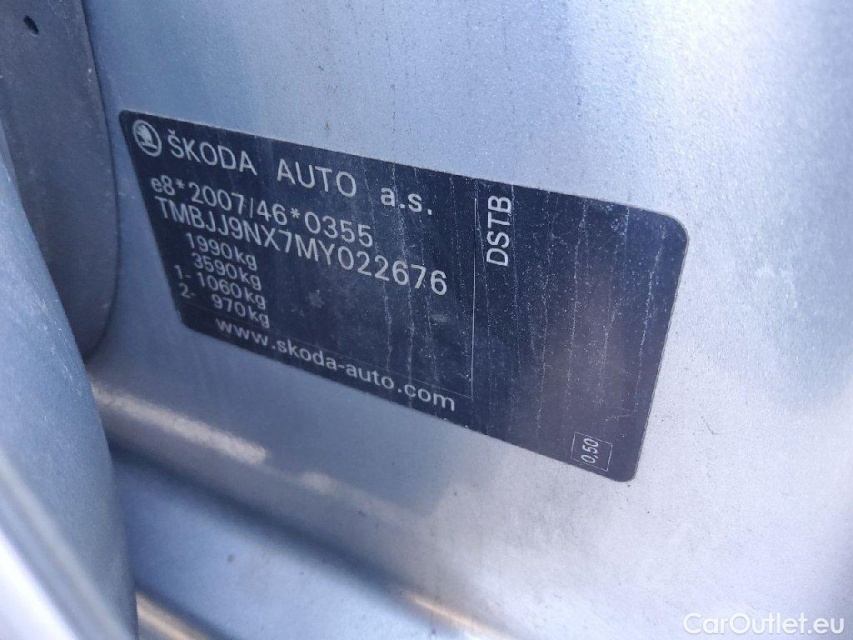 ŠKODA AUTO a.s.
e8*2007/46*0355
TMBJJ9NX7MY022676
1990kg
3590kg
1- 1060kg
2- 970kg
www.skoda-auto.com
DSTB
0,50
CarOutlet.eu